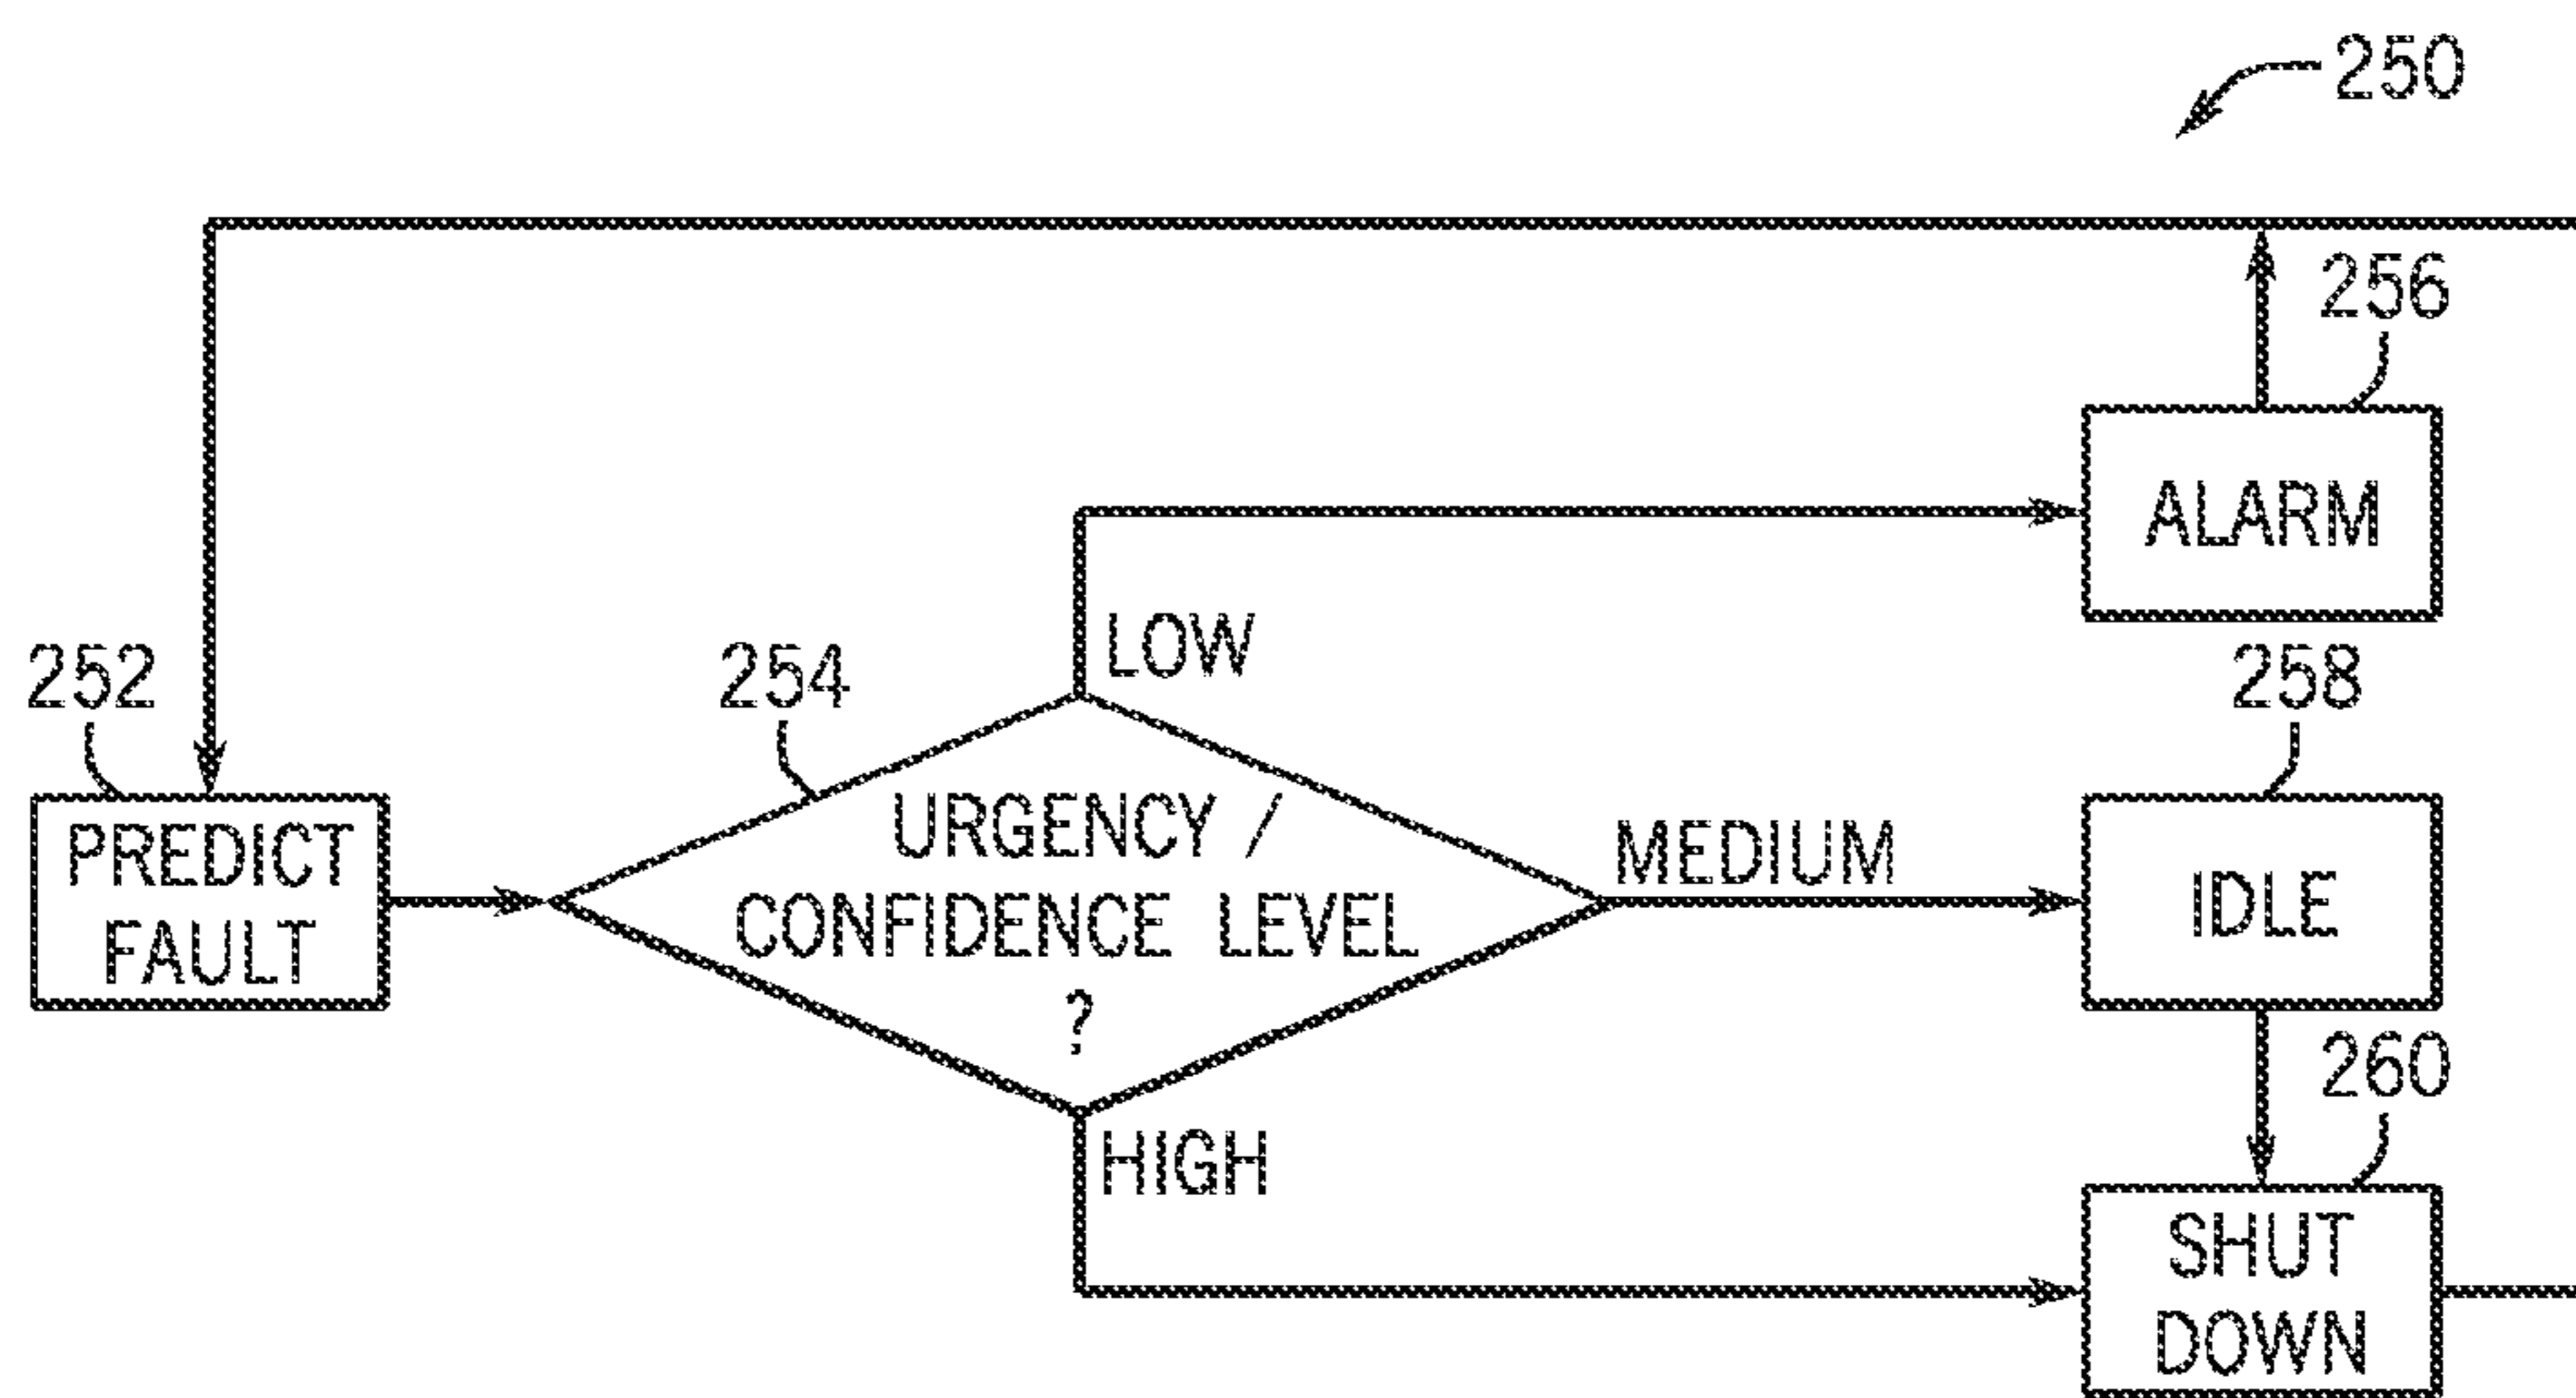 250
256
ALARM
LOW
252
254
258
PREDICT
FAULT
URGENCY /
CONFIDENCE LEVEL
?
MEDIUM
IDLE
260
HIGH
SHUT
DOWN